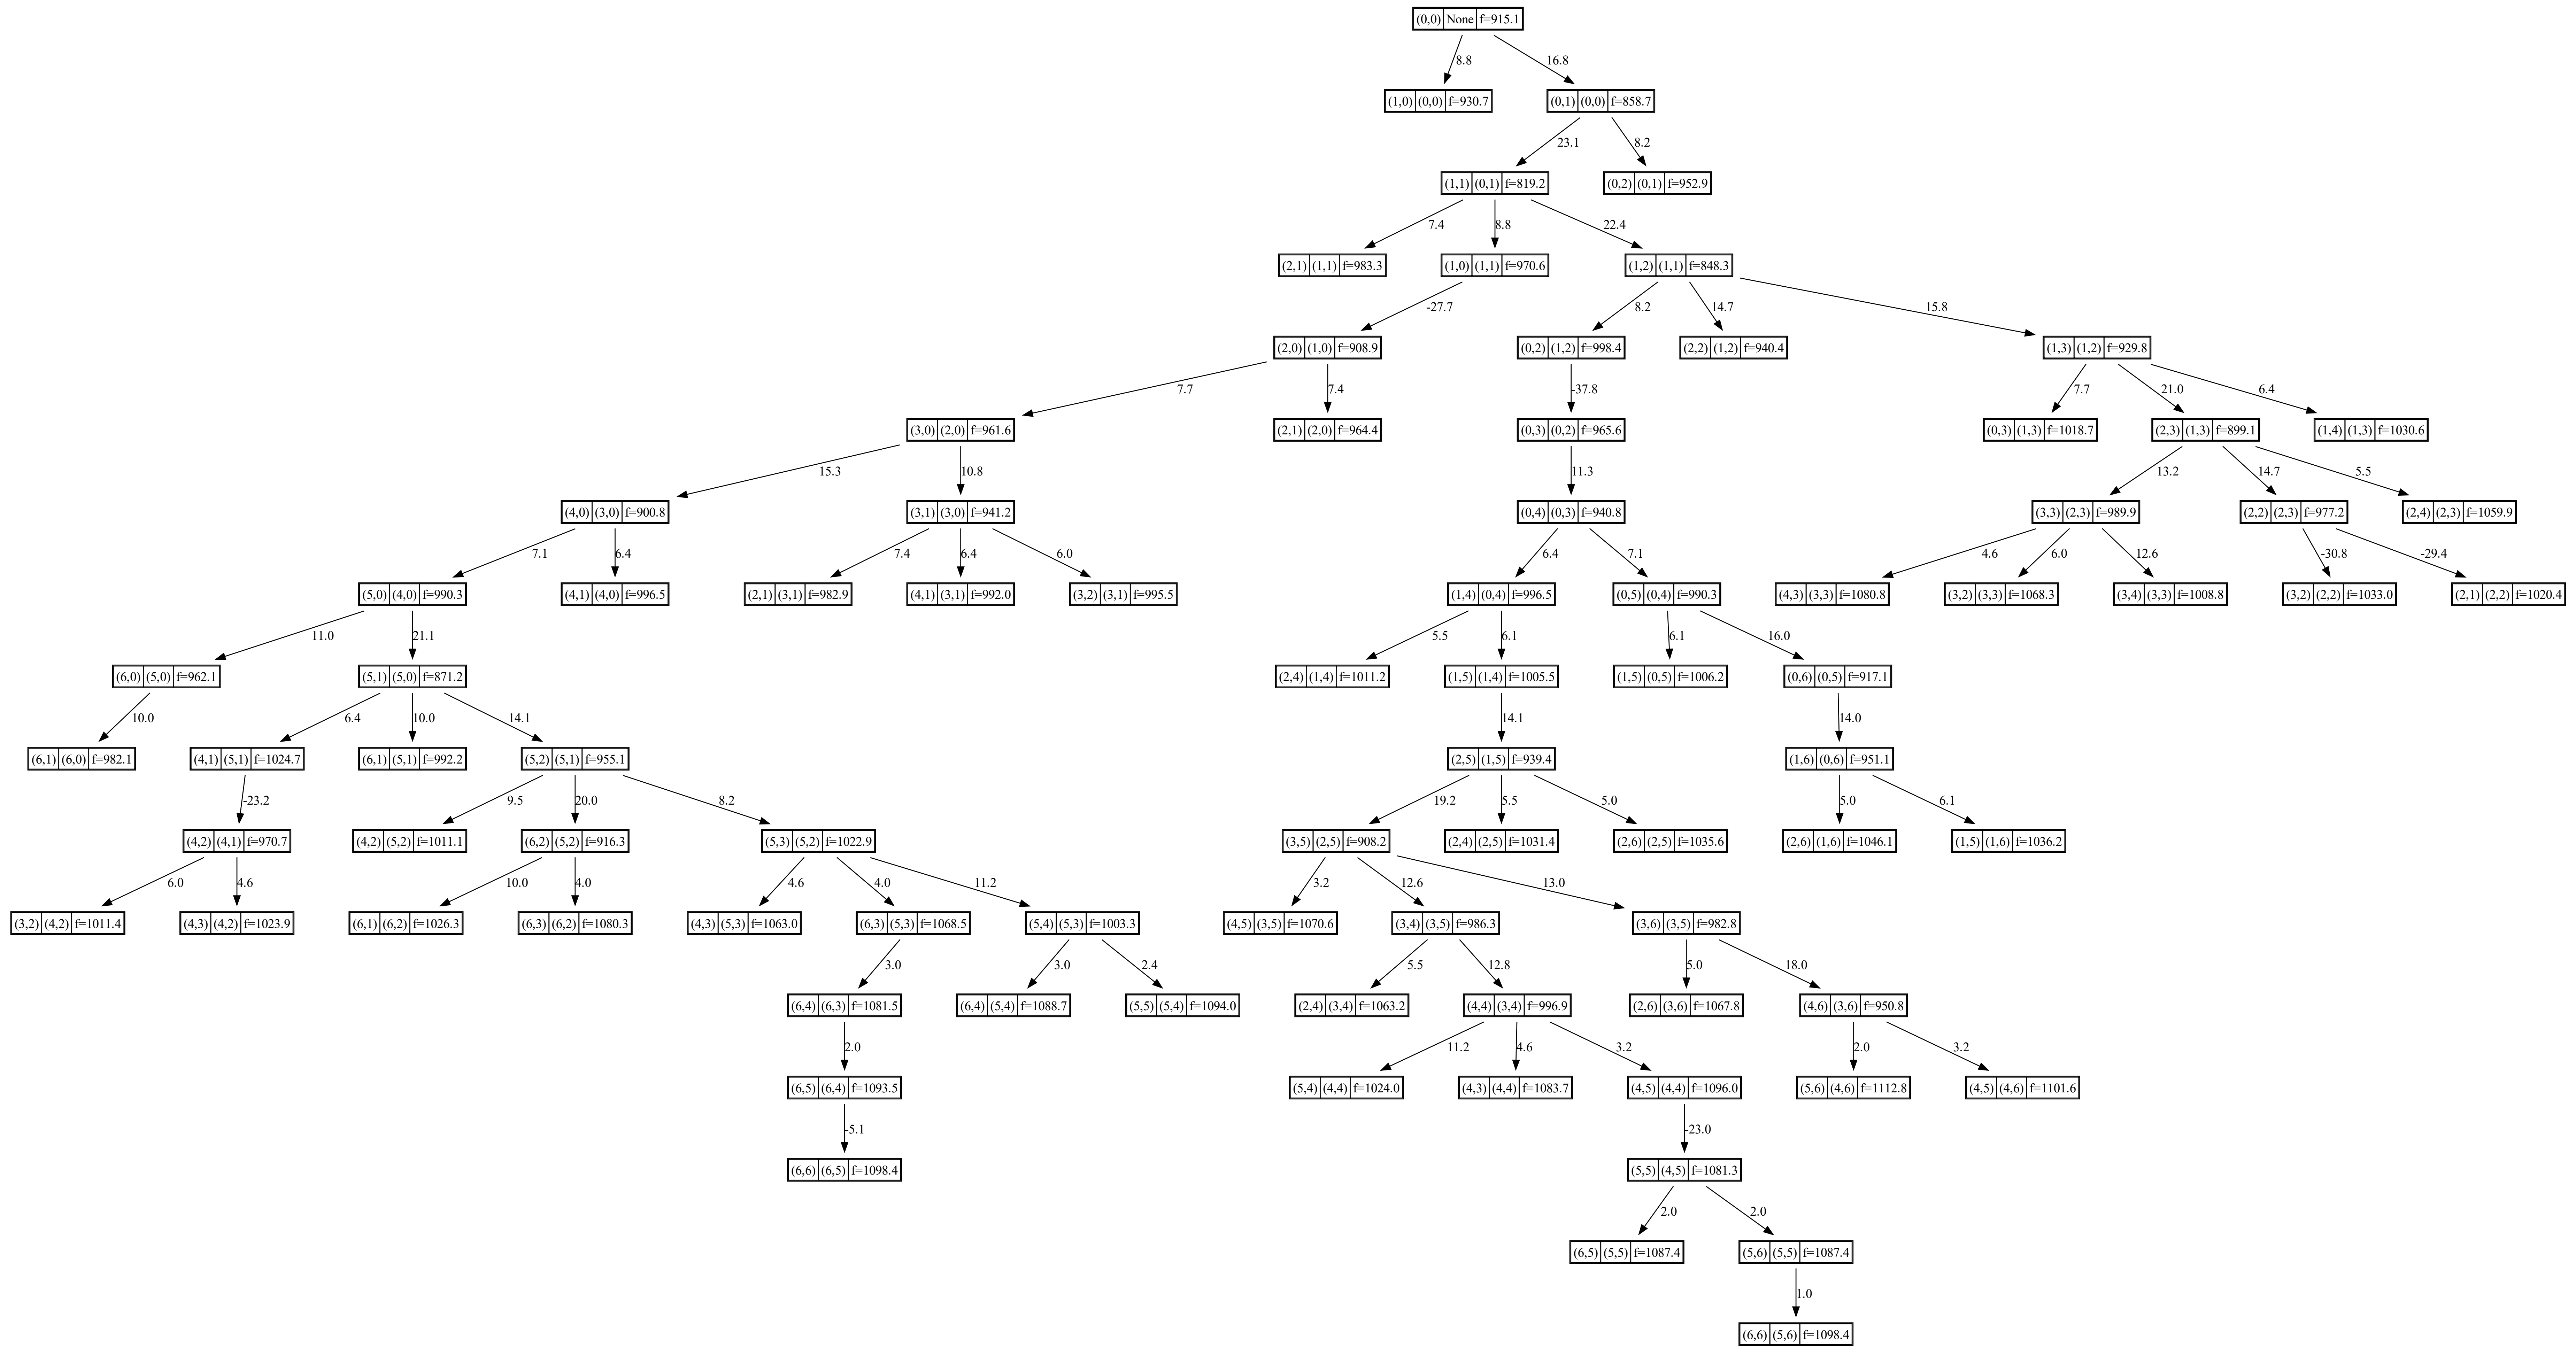 (0,0) None f=915.1
8.8 16.8
(1,0) (0,0) f=930.7 (0,1) (0,0) f=858.7
23.1 8.2
(1,1) (0,1) f=819.2 (0,2) (0,1) f=952.9
7.4 8.8 22.4
(2,1) (1,1) f=983.3 (1,0) (1,1) f=970.6 (1,2) (1,1) f=848.3
-27.7 8.2 14.7 15.8
(2,0) (1,0) f=908.9 (0,2) (1,2) f=998.4 (2,2) (1,2) f=940.4 (1,3) (1,2) f=929.8
7.7 7.4 -37.8 7.7 21.0 6.4
(3,0) (2,0) f=961.6 (2,1) (2,0) f=964.4 (0,3) (0,2) f=965.6 (0,3) (1,3) f=1018.7 (2,3) (1,3) f=899.1 (1,4) (1,3) f=1030.6
15.3 10.8 11.3 13.2 14.7 5.5
(4,0) (3,0) f=900.8 (3,1) (3,0) f=941.2 (0,4) (0,3) f=940.8 (3,3) (2,3) f=989.9 (2,2) (2,3) f=977.2 (2,4) (2,3) f=1059.9
7.1 6.4 7.4 6.4 6.0 6.4 7.1 4.6 6.0 12.6 -30.8 -29.4
(5,0) (4,0) f=990.3 (4,1) (4,0) f=996.5 (2,1) (3,1) f=982.9 (4,1) (3,1) f=992.0 (3,2) (3,1) f=995.5 (1,4) (0,4) f=996.5 (0,5) (0,4) f=990.3 (4,3) (3,3) f=1080.8 (3,2) (3,3) f=1068.3 (3,4) (3,3) f=1008.8 (3,2) (2,2) f=1033.0 (2,1) (2,2) f=1020.4
11.0 21.1 5.5 6.1 6.1 16.0
(6,0) (5,0) f=962.1 (5,1) (5,0) f=871.2 (2,4) (1,4) f=1011.2 (1,5) (1,4) f=1005.5 (1,5) (0,5) f=1006.2 (0,6) (0,5) f=917.1
10.0 6.4 10.0 14.1 14.1 14.0
(6,1) (6,0) f=982.1 (4,1) (5,1) f=1024.7 (6,1) (5,1) f=992.2 (5,2) (5,1) f=955.1 (2,5) (1,5) f=939.4 (1,6) (0,6) f=951.1
-23.2 9.5 20.0 8.2 19.2 5.5 5.0 5.0 6.1
(4,2) (4,1) f=970.7 (4,2) (5,2) f=1011.1 (6,2) (5,2) f=916.3 (5,3) (5,2) f=1022.9 (3,5) (2,5) f=908.2 (2,4) (2,5) f=1031.4 (2,6) (2,5) f=1035.6 (2,6) (1,6) f=1046.1 (1,5) (1,6) f=1036.2
6.0 4.6 10.0 4.0 4.6 4.0 11.2 3.2 12.6 13.0
(3,2) (4,2) f=1011.4 (4,3) (4,2) f=1023.9 (6,1) (6,2) f=1026.3 (6,3) (6,2) f=1080.3 (4,3) (5,3) f=1063.0 (6,3) (5,3) f=1068.5 (5,4) (5,3) f=1003.3 (4,5) (3,5) f=1070.6 (3,4) (3,5) f=986.3 (3,6) (3,5) f=982.8
3.0 3.0 2.4 5.5 12.8 5.0 18.0
(6,4) (6,3) f=1081.5 (6,4) (5,4) f=1088.7 (5,5) (5,4) f=1094.0 (2,4) (3,4) f=1063.2 (4,4) (3,4) f=996.9 (2,6) (3,6) f=1067.8 (4,6) (3,6) f=950.8
2.0 11.2 4.6 3.2 2.0 3.2
(6,5) (6,4) f=1093.5 (5,4) (4,4) f=1024.0 (4,3) (4,4) f=1083.7 (4,5) (4,4) f=1096.0 (5,6) (4,6) f=1112.8 (4,5) (4,6) f=1101.6
-5.1 -23.0
(6,6) (6,5) f=1098.4 (5,5) (4,5) f=1081.3
2.0 2.0
(6,5) (5,5) f=1087.4 (5,6) (5,5) f=1087.4
1.0
(6,6) (5,6) f=1098.4